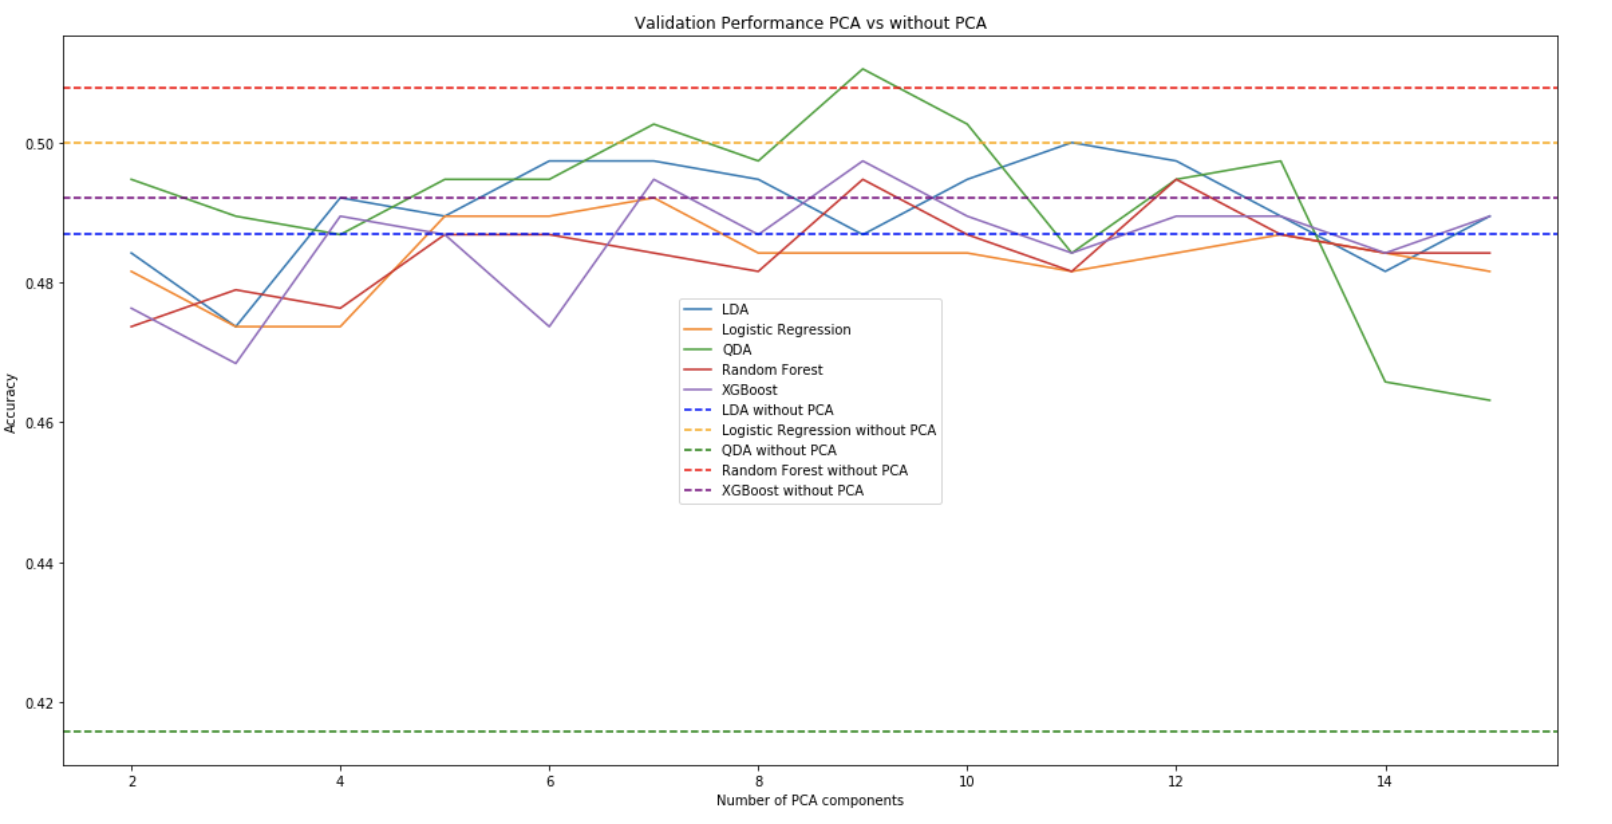 Validation Performance PCA vs without PCA
Accuracy
0.50
0.48
0.46
0.44
0.42
LDA
Logistic Regression
QDA
Random Forest
XGBoost
LDA without PCA
Logistic Regression without PCA
QDA without PCA
Random Forest without PCA
XGBoost without PCA
2 4 6 8 10 12 14
Number of PCA components